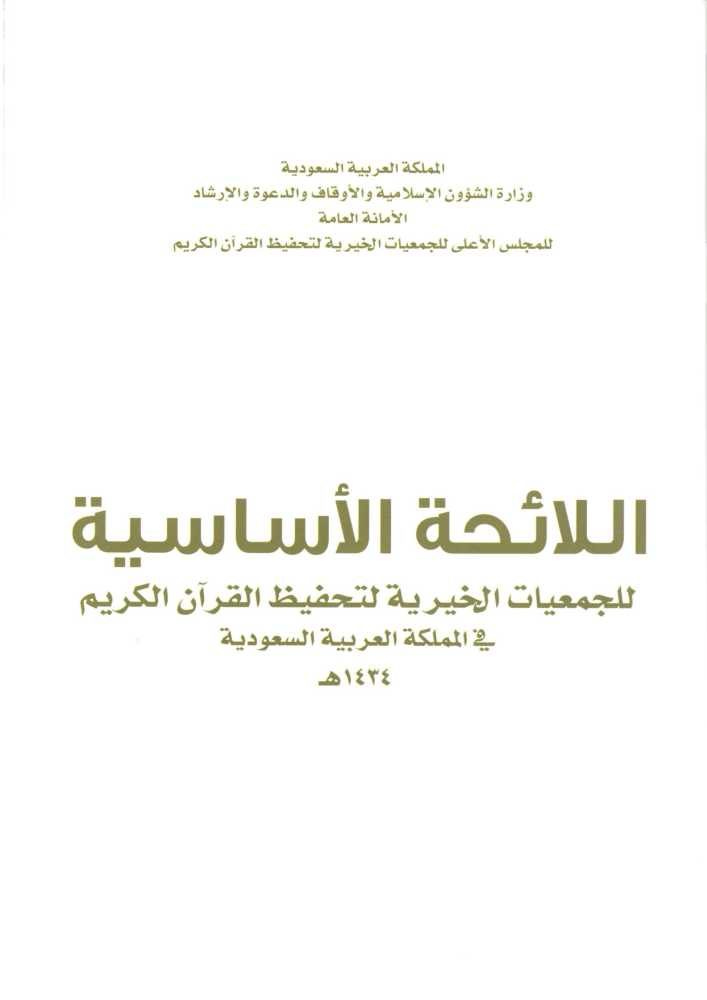 المملكة العربية السعودية
وزارة الشؤون الإسلامية والأوقاف والدعوة والإرشاد
الأمانة العامة
للمجلس الأعلى للجمعيات الخيرية لتحفيظ القرآن الكريم
اللائحة الأساسية
للجمعيات الخيرية لتحفيظ القرآن الكريم
في المملكة العربية السعودية
١٤٣٤هـ